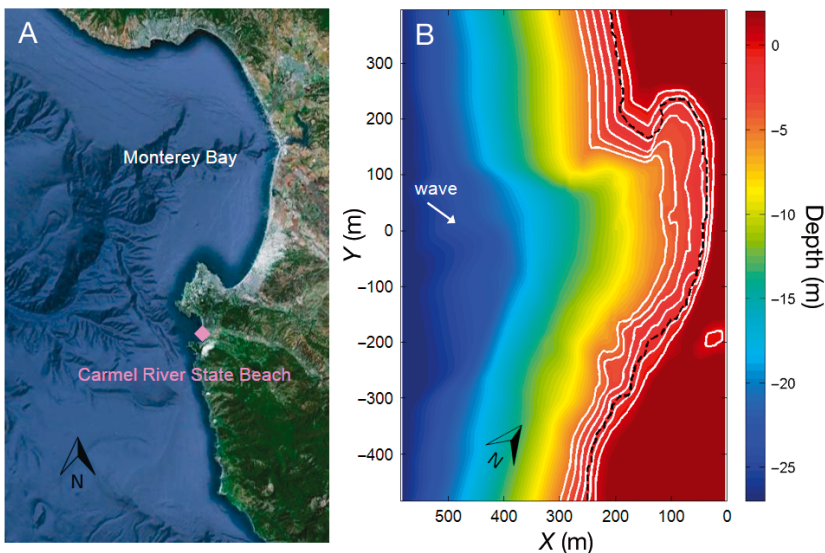 A
Monterey Bay
Carmel River State Beach
N
B
wave
N
Y (m)
300
200
100
0
−100
−200
−300
−400
500
400
300
200
100
0
X (m)
0
−5
−10
−15
−20
−25
Depth (m)